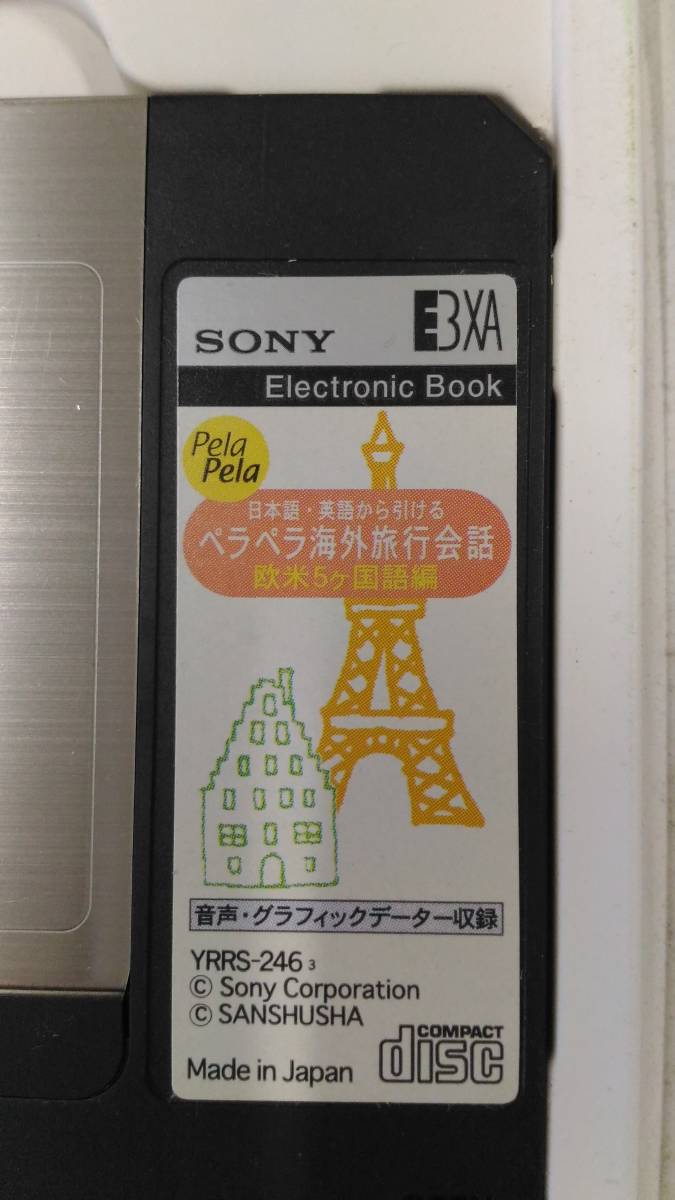 SONY EBXA
Electronic Book
Pela
Pela
日本語・英語から引ける
ペラペラ海外旅行会話
欧米5ヶ国語編
音声・グラフィックデーター収録
YRRS-246 3
© Sony Corporation
© SANSHUSHA
Made in Japan
COMPACT
disc